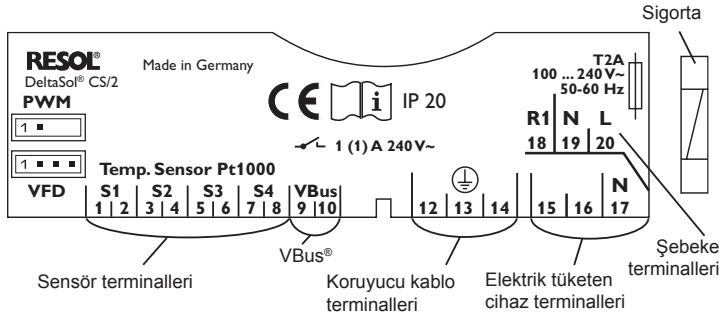 Sigorta
RESOL®
DeltaSol® CS/2
Made in Germany
T2A
100 ... 240 V~
50-60 Hz
PWM
1
CE
i
IP 20
R1 N L
18 19 20
1 (1) A 240 V~
1
VFD
Temp. Sensor Pt1000
S1 S2 S3 S4 VBus
N
1 2 3 4 5 6 7 8 9 10 12 13 14 15 16 17
Sensör terminalleri
VBus®
Koruyucu kablo
terminalleri
Elektrik tüketen
cihaz terminalleri
Şebeke
terminalleri